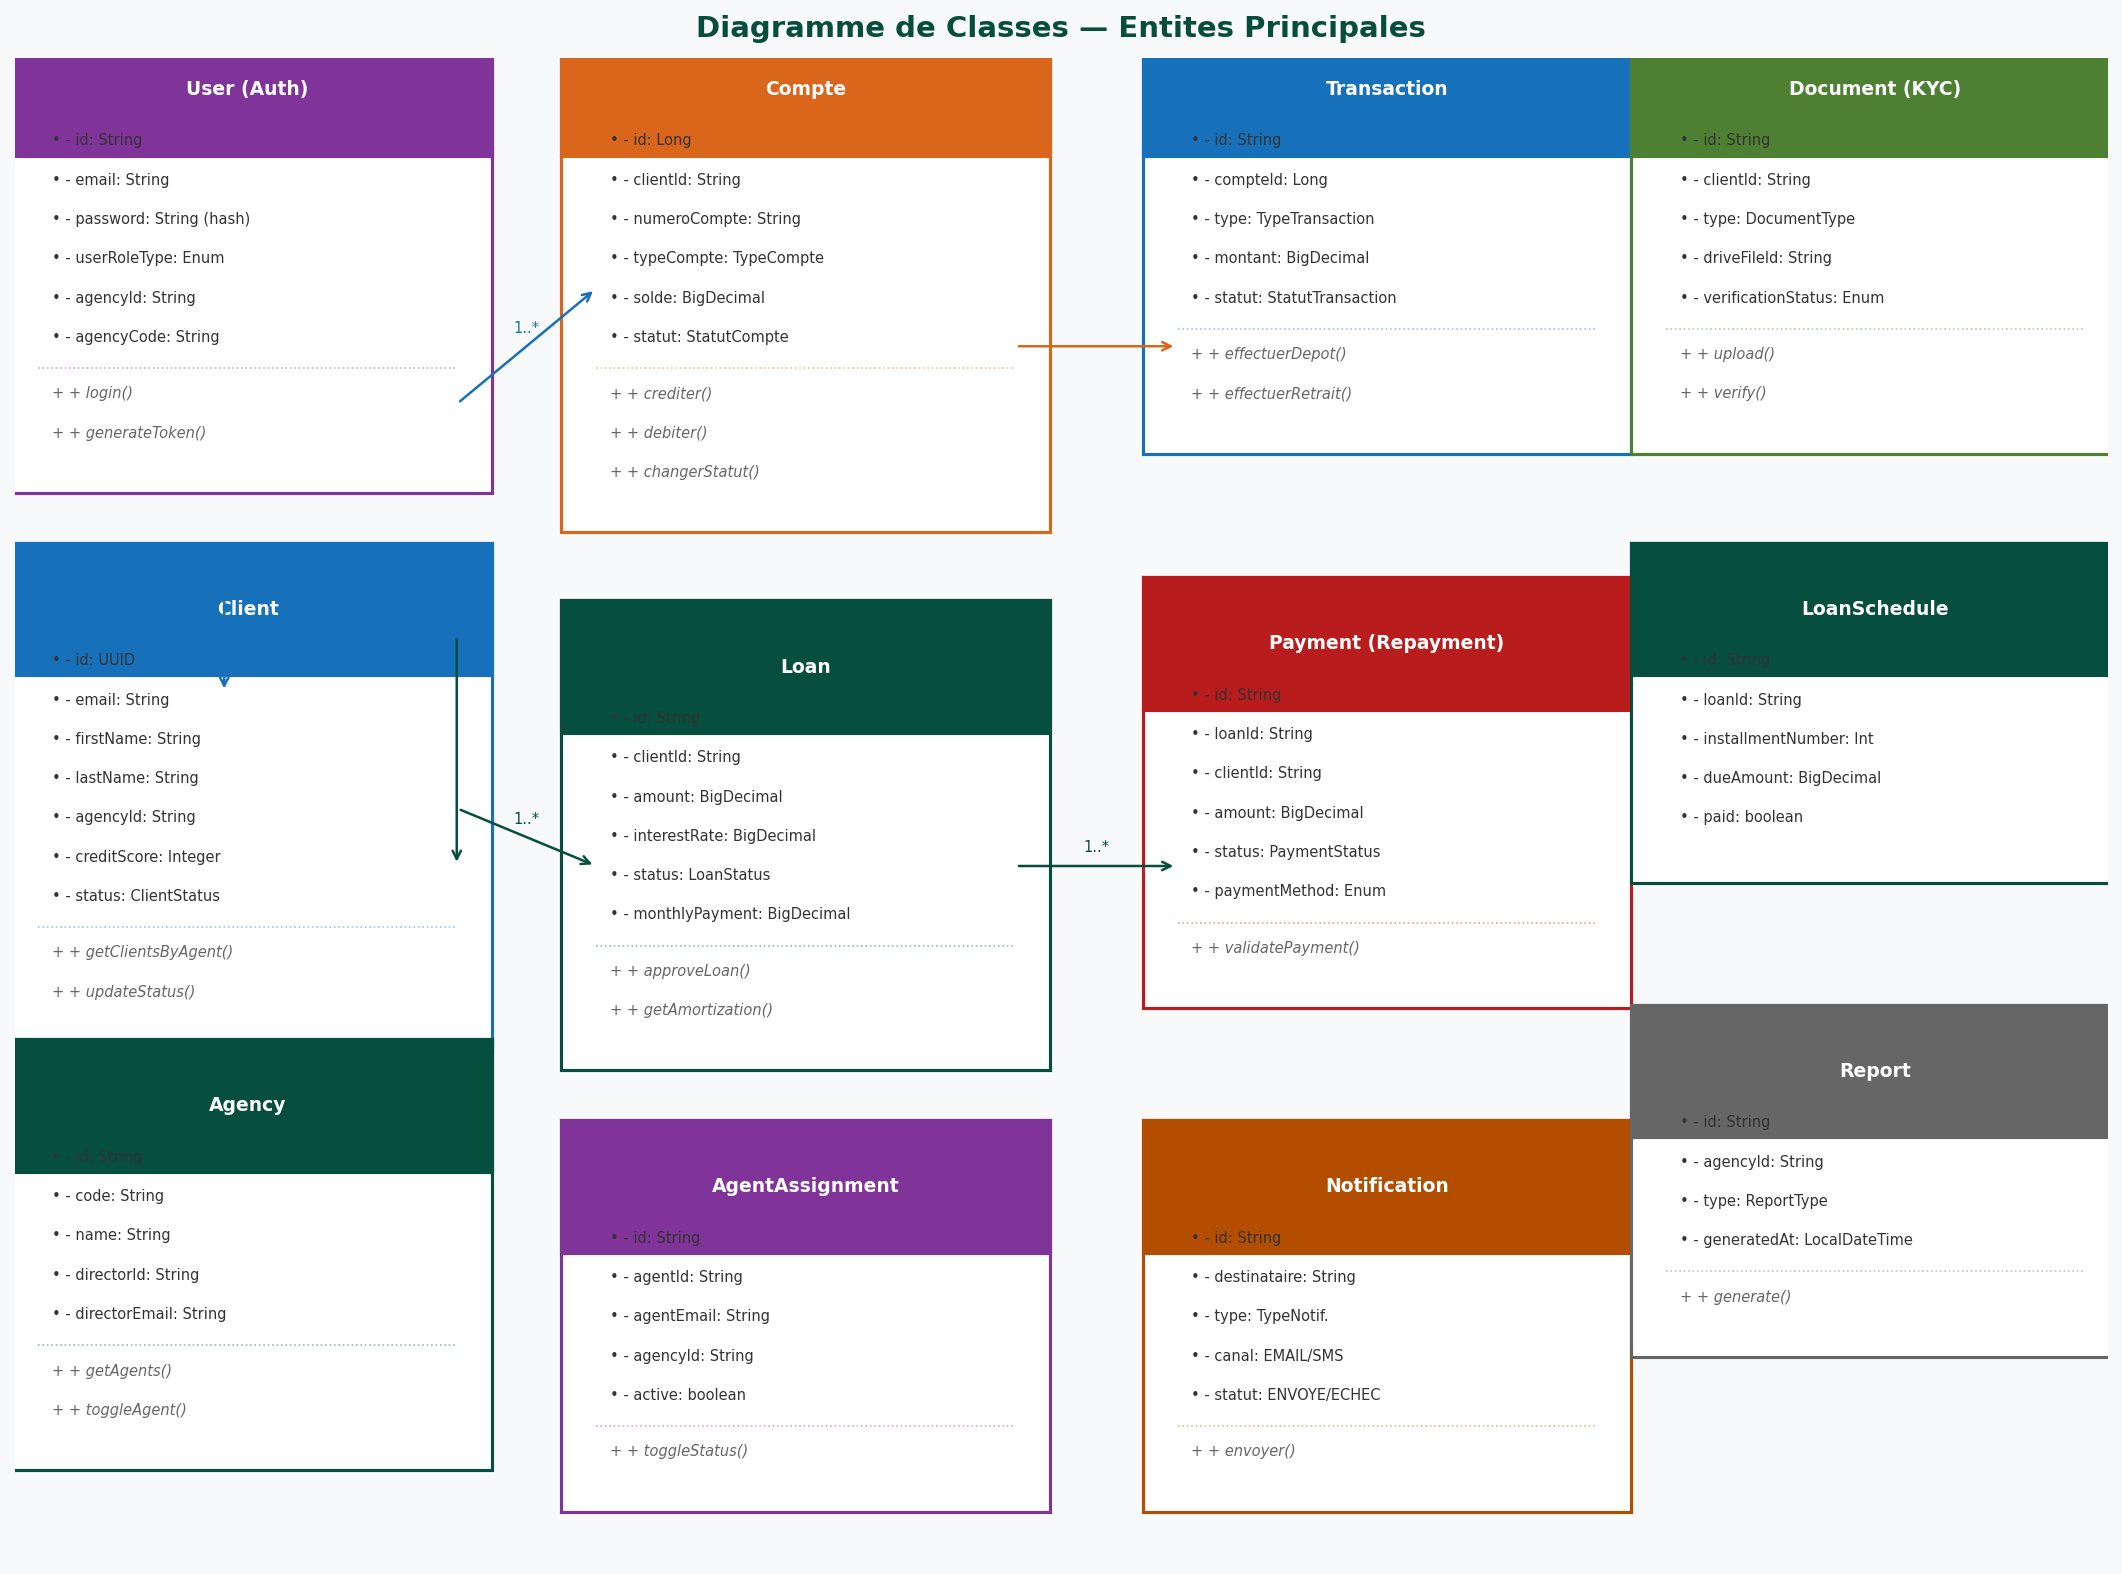 Diagramme de Classes — Entites Principales
User (Auth)
• - id: String
• - email: String
• - password: String (hash)
• - userRoleType: Enum
• - agencyId: String
• - agencyCode: String
+ + login()
+ + generateToken()
1..*
Compte
• - id: Long
• - clientId: String
• - numeroCompte: String
• - typeCompte: TypeCompte
• - solde: BigDecimal
• - statut: StatutCompte
+ + crediter()
+ + debiter()
+ + changerStatut()
Transaction
• - id: String
• - compteId: Long
• - type: TypeTransaction
• - montant: BigDecimal
• - statut: StatutTransaction
+ + effectuerDepot()
+ + effectuerRetrait()
Document (KYC)
• - id: String
• - clientId: String
• - type: DocumentType
• - driveFileId: String
• - verificationStatus: Enum
+ + upload()
+ + verify()
Client
• - id: UUID
• - email: String
• - firstName: String
• - lastName: String
• - agencyId: String
• - creditScore: Integer
• - status: ClientStatus
+ + getClientsByAgent()
+ + updateStatus()
1..*
Loan
• - id: String
• - clientId: String
• - amount: BigDecimal
• - interestRate: BigDecimal
• - status: LoanStatus
• - monthlyPayment: BigDecimal
+ + approveLoan()
+ + getAmortization()
1..*
Payment (Repayment)
• - id: String
• - loanId: String
• - clientId: String
• - amount: BigDecimal
• - status: PaymentStatus
• - paymentMethod: Enum
+ + validatePayment()
LoanSchedule
• - id: String
• - loanId: String
• - installmentNumber: Int
• - dueAmount: BigDecimal
• - paid: boolean
Agency
• - id: String
• - code: String
• - name: String
• - directorId: String
• - directorEmail: String
+ + getAgents()
+ + toggleAgent()
AgentAssignment
• - id: String
• - agentId: String
• - agentEmail: String
• - agencyId: String
• - active: boolean
+ + toggleStatus()
Notification
• - id: String
• - destinataire: String
• - type: TypeNotif.
• - canal: EMAIL/SMS
• - statut: ENVOYE/ECHEC
+ + envoyer()
Report
• - id: String
• - agencyId: String
• - type: ReportType
• - generatedAt: LocalDateTime
+ + generate()